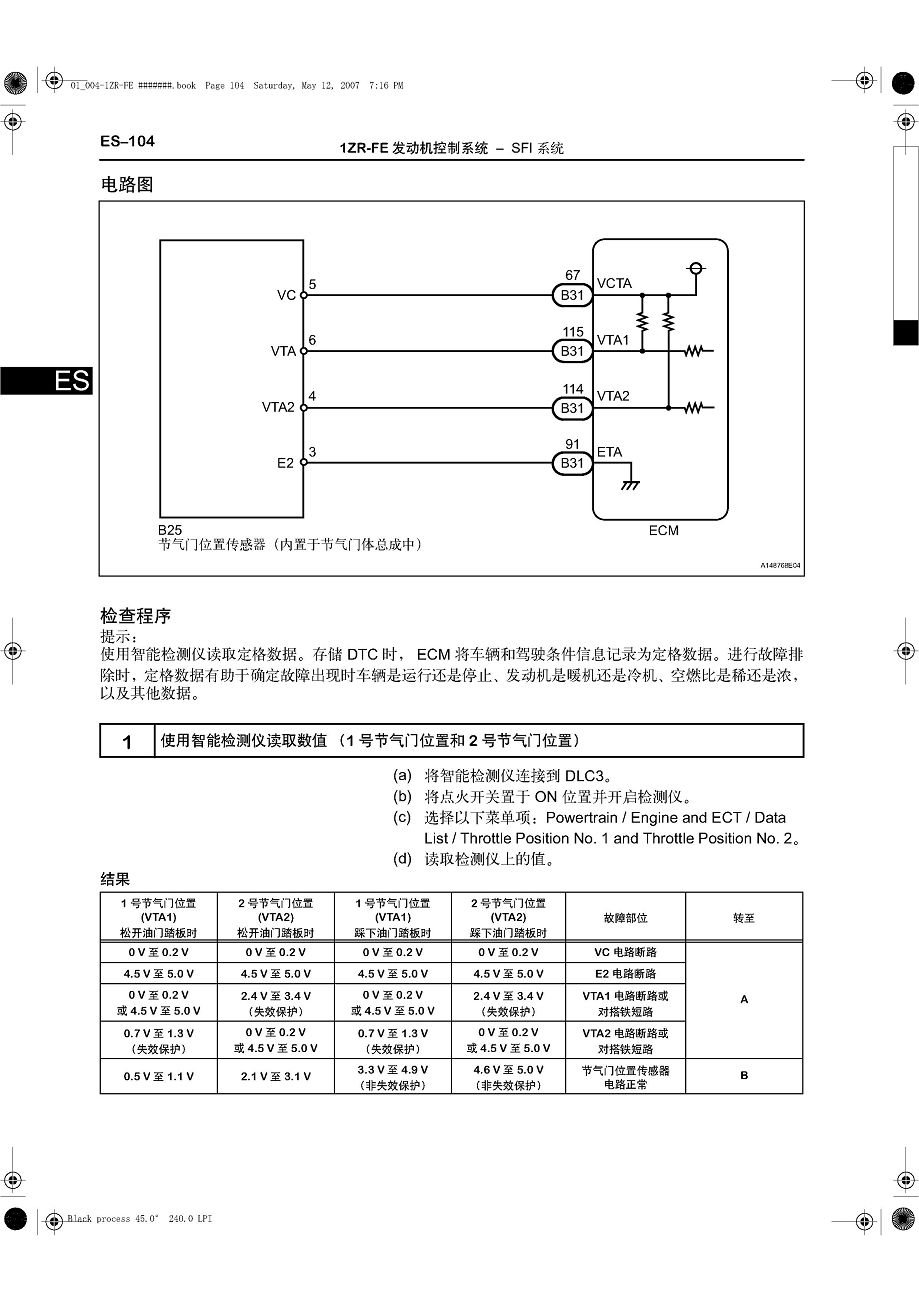 01_004-1ZR-FE #######.book  Page 104  Saturday, May 12, 2007  7:16 PM
ES–104
1ZR-FE 发动机控制系统 – SFI 系统
电路图
VC 5 67 B31 VCTA
VTA 6 115 B31 VTA1
VTA2 4 114 B31 VTA2
E2 3 91 B31 ETA
ES
B25
节气门位置传感器（内置于节气门体总成中）
ECM
A148768E04
检查程序
提示：
使用智能检测仪读取定格数据。存储 DTC 时， ECM 将车辆和驾驶条件信息记录为定格数据。进行故障排
除时，定格数据有助于确定故障出现时车辆是运行还是停止、发动机是暖机还是冷机、空燃比是稀还是浓，
以及其他数据。
1 使用智能检测仪读取数值 （1 号节气门位置和 2 号节气门位置）
(a) 将智能检测仪连接到 DLC3。
(b) 将点火开关置于 ON 位置并开启检测仪。
(c) 选择以下菜单项：Powertrain / Engine and ECT / Data
List / Throttle Position No. 1 and Throttle Position No. 2。
(d) 读取检测仪上的值。
结果
1 号节气门位置 2 号节气门位置 1 号节气门位置 2 号节气门位置
(VTA1) (VTA2) (VTA1) (VTA2) 故障部位 转至
松开油门踏板时 松开油门踏板时 踩下油门踏板时 踩下油门踏板时
0 V 至 0.2 V 0 V 至 0.2 V 0 V 至 0.2 V 0 V 至 0.2 V VC 电路断路
4.5 V 至 5.0 V 4.5 V 至 5.0 V 4.5 V 至 5.0 V 4.5 V 至 5.0 V E2 电路断路
0 V 至 0.2 V 2.4 V 至 3.4 V 0 V 至 0.2 V 2.4 V 至 3.4 V VTA1 电路断路或
A
或 4.5 V 至 5.0 V （失效保护） 或 4.5 V 至 5.0 V （失效保护） 对搭铁短路
0.7 V 至 1.3 V 0 V 至 0.2 V 0.7 V 至 1.3 V 0 V 至 0.2 V VTA2 电路断路或
（失效保护） 或 4.5 V 至 5.0 V （失效保护） 或 4.5 V 至 5.0 V 对搭铁短路
0.5 V 至 1.1 V 2.1 V 至 3.1 V 3.3 V 至 4.9 V 4.6 V 至 5.0 V 节气门位置传感器 B
（非失效保护） （非失效保护） 电路正常
Black process 45.0° 240.0 LPI